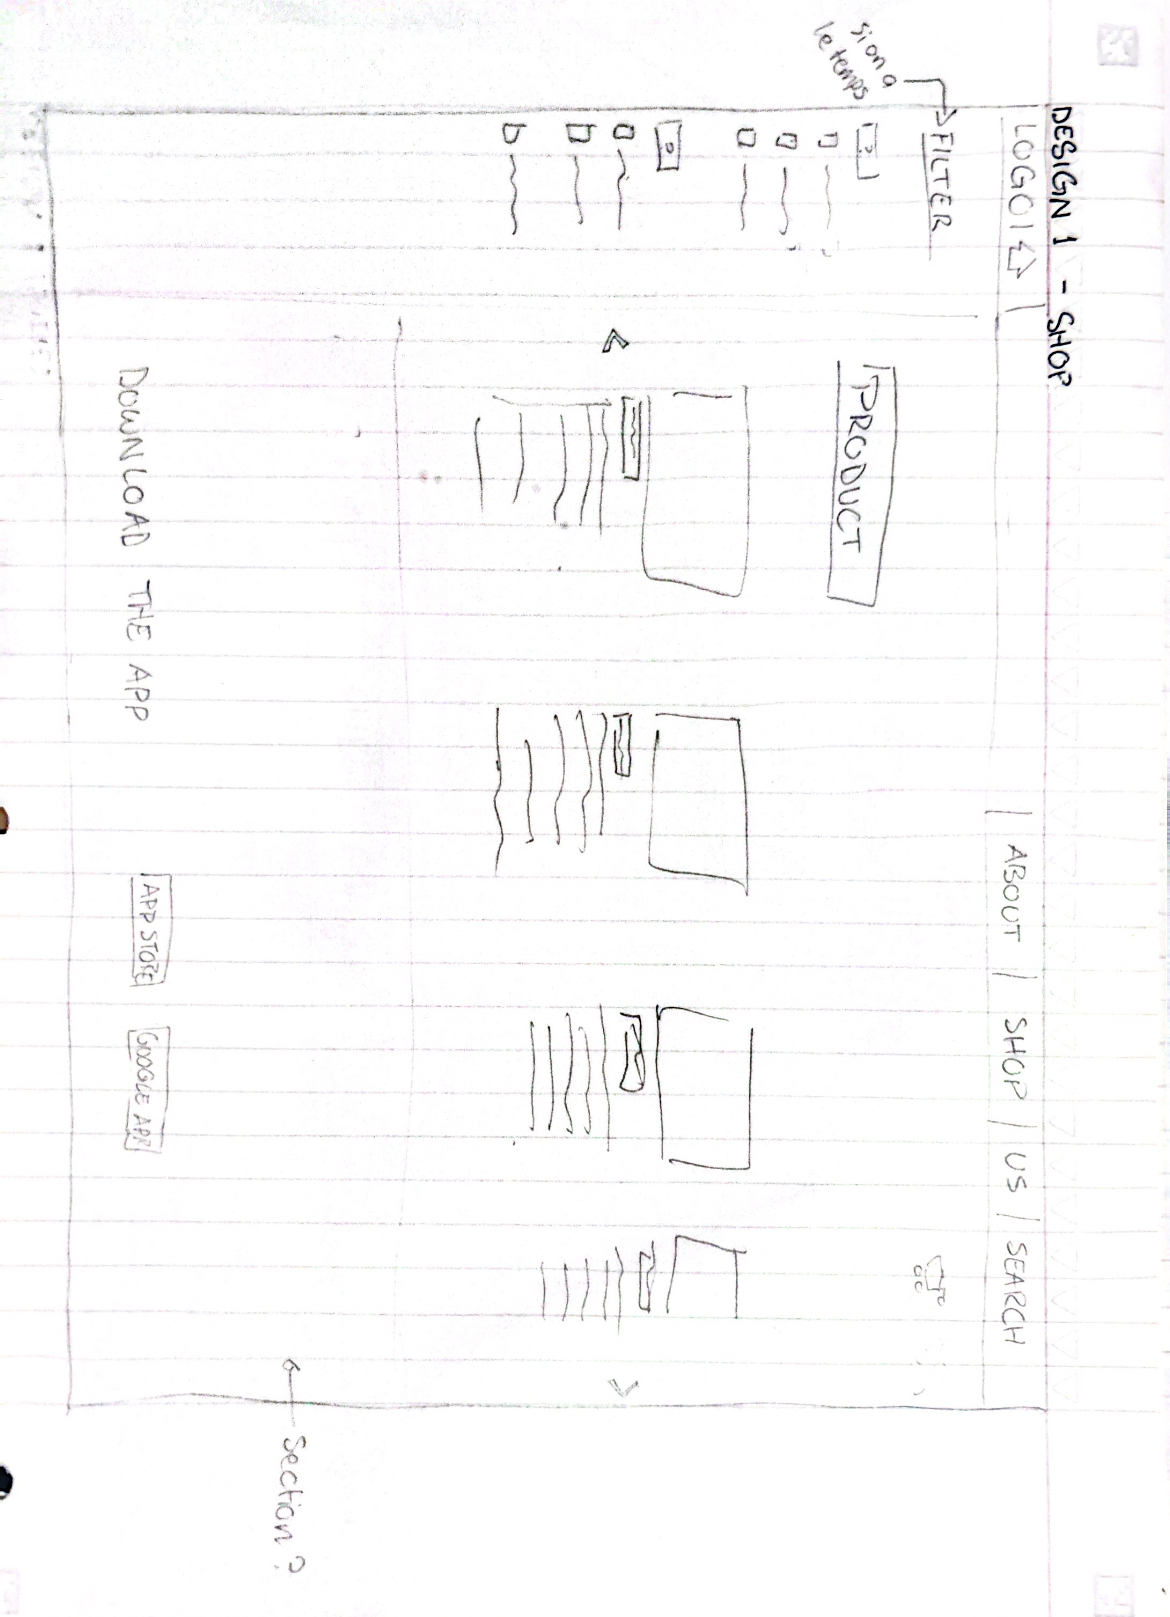 DESIGN 1 - SHOP
LOGO | ABOUT | SHOP | US | SEARCH
si on a
le temps
FILTER
PRODUCT
Section?
DOWNLOAD THE APP
APP STORE
GOOGLE APP